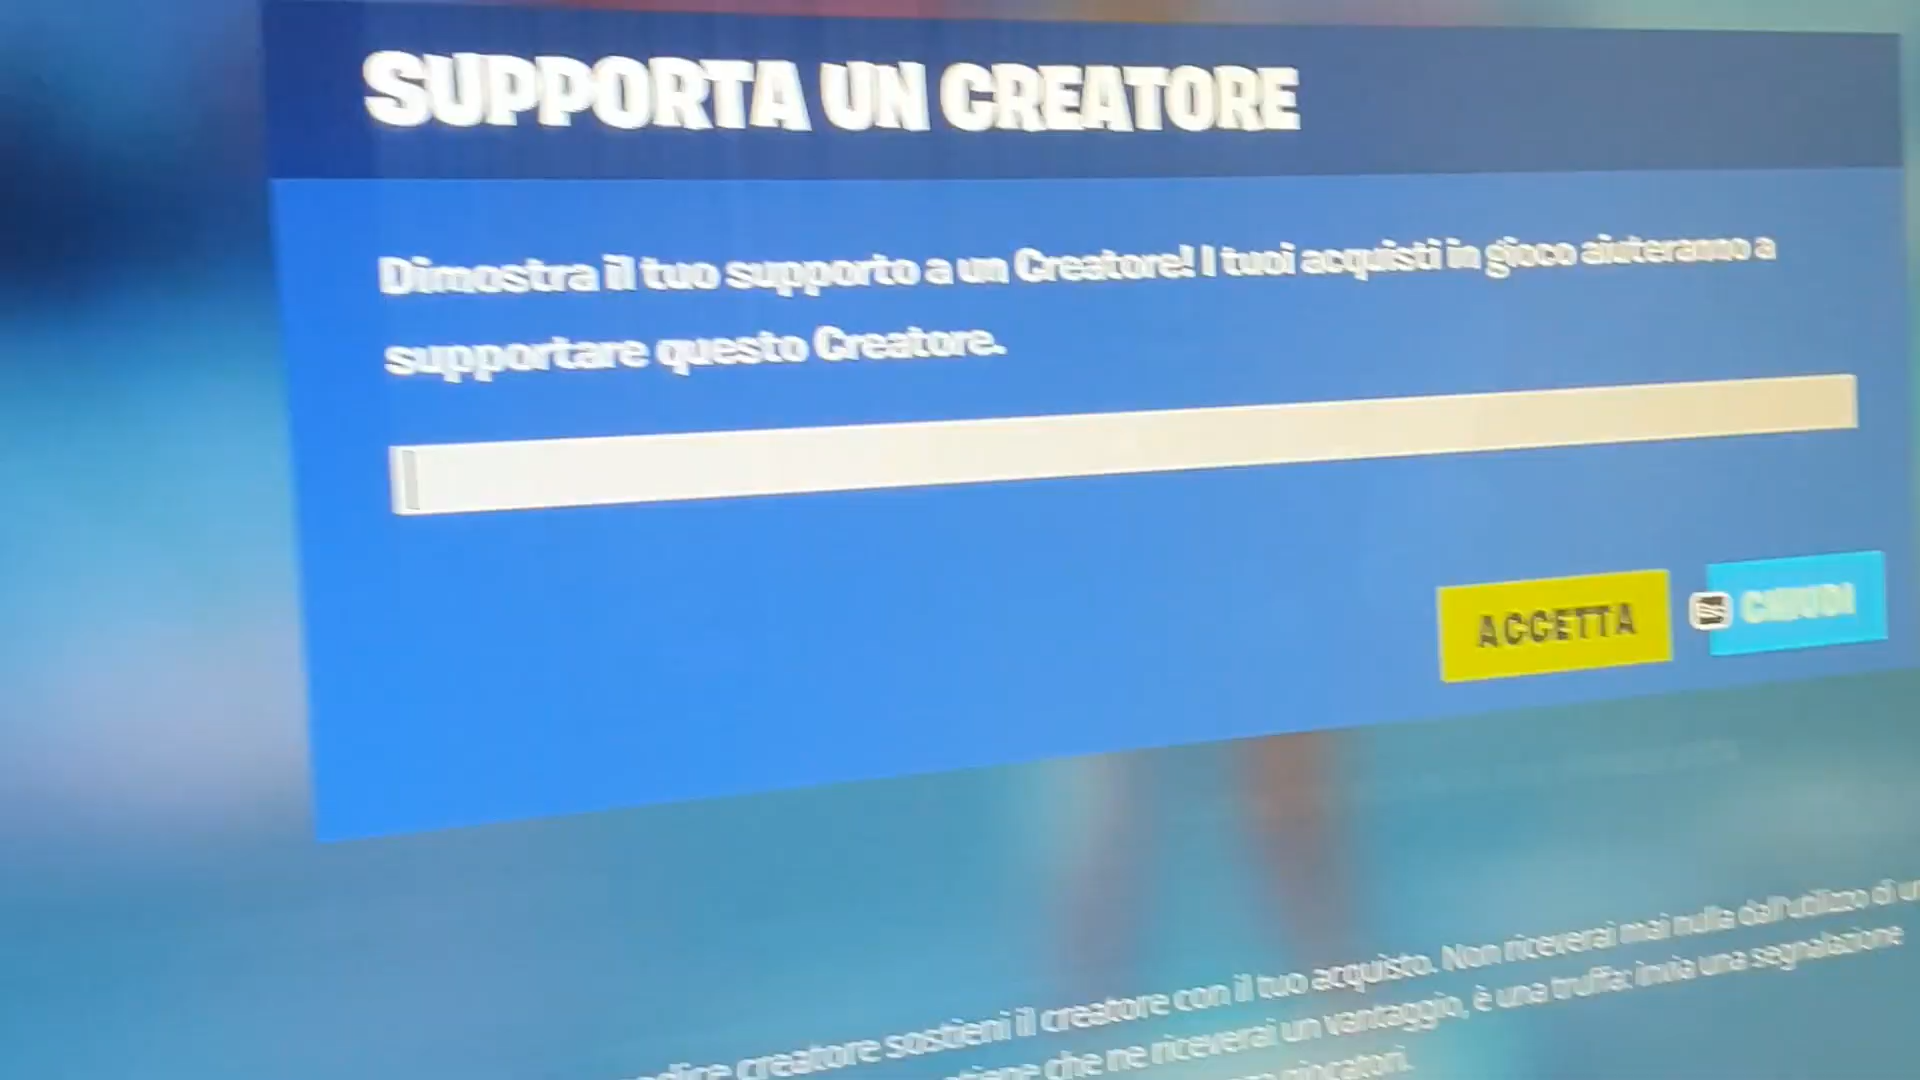 SUPPORTA UN CREATORE
Dimostra il tuo supporto a un Creatore! I tuoi acquisti in gioco aiuteranno a
supportare questo Creatore.
ACCETTA
CHIUDI
creatore sostieni il creatore con il tuo acquisto. Non riceverai mai nulla dall'utilizzo di un
che ne riceverai un vantaggio, è una truffa: invia una segnalazione
giocatori.